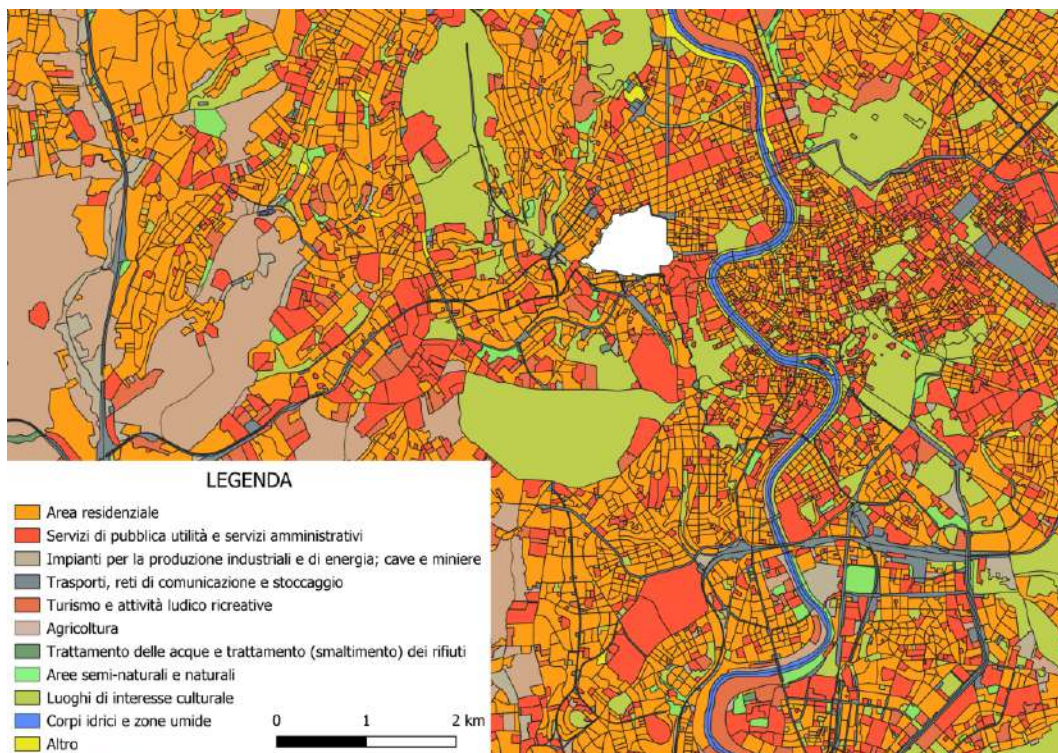 LEGENDA
Area residenziale
Servizi di pubblica utilità e servizi amministrativi
Impianti per la produzione industriali e di energia; cave e miniere
Trasporti, reti di comunicazione e stoccaggio
Turismo e attività ludico ricreative
Agricoltura
Trattamento delle acque e trattamento (smaltimento) dei rifiuti
Aree semi-naturali e naturali
Luoghi di interesse culturale
Corpi idrici e zone umide
Altro
0 1 2 km